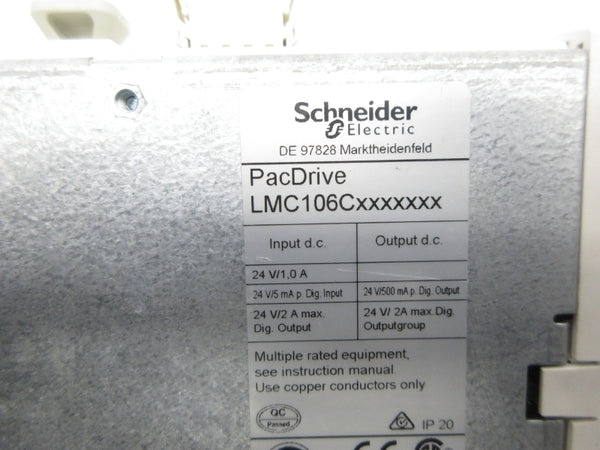 Schneider
Electric
DE 97828 Marktheidenfeld
PacDrive
LMC106Cxxxxxxx
Input d.c.
Output d.c.
24 V/1,0 A
24 V/5 mA p. Dig. Input
24 V/500 mA p. Dig. Output
24 V/2 A max.
Dig. Output
24 V/ 2A max.Dig.
Outputgroup
Multiple rated equipment,
see instruction manual.
Use copper conductors only
QC
Passed
IP 20